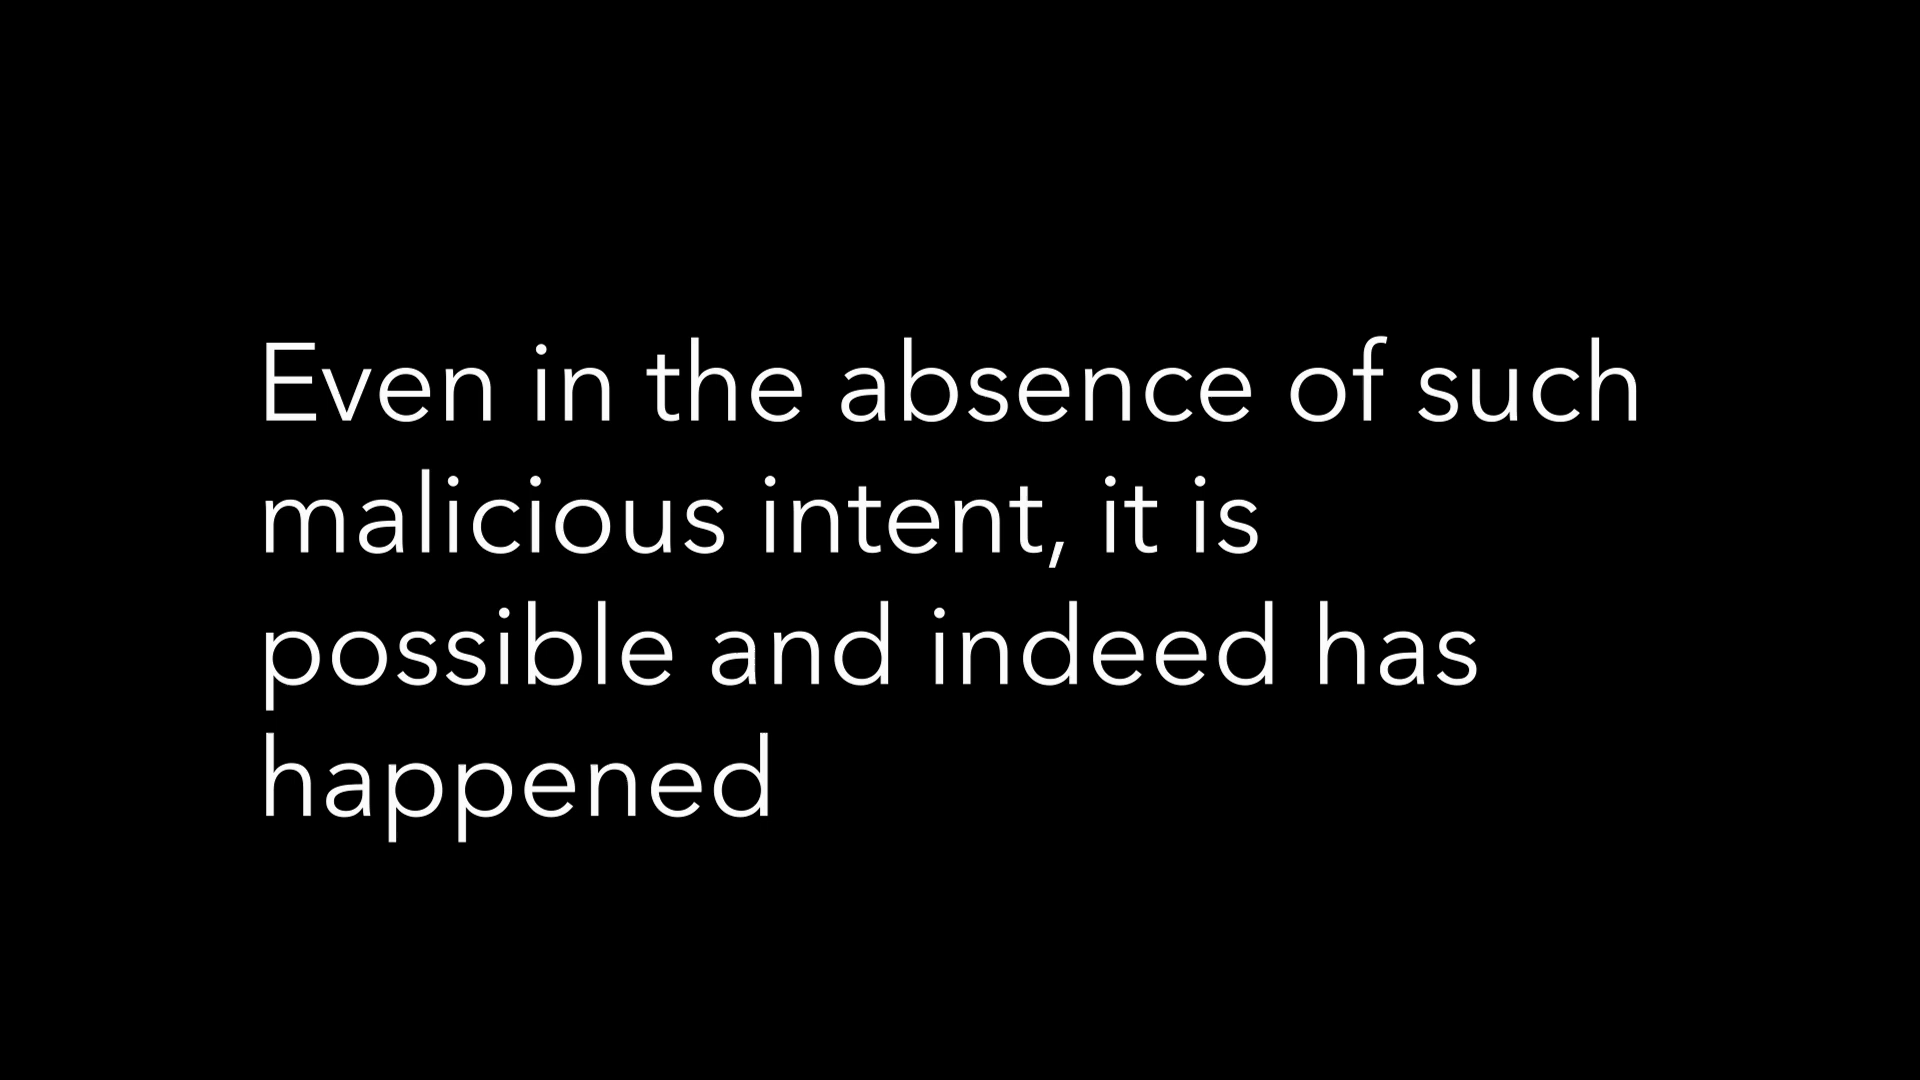 Even in the absence of such
malicious intent, it is
possible and indeed has
happened